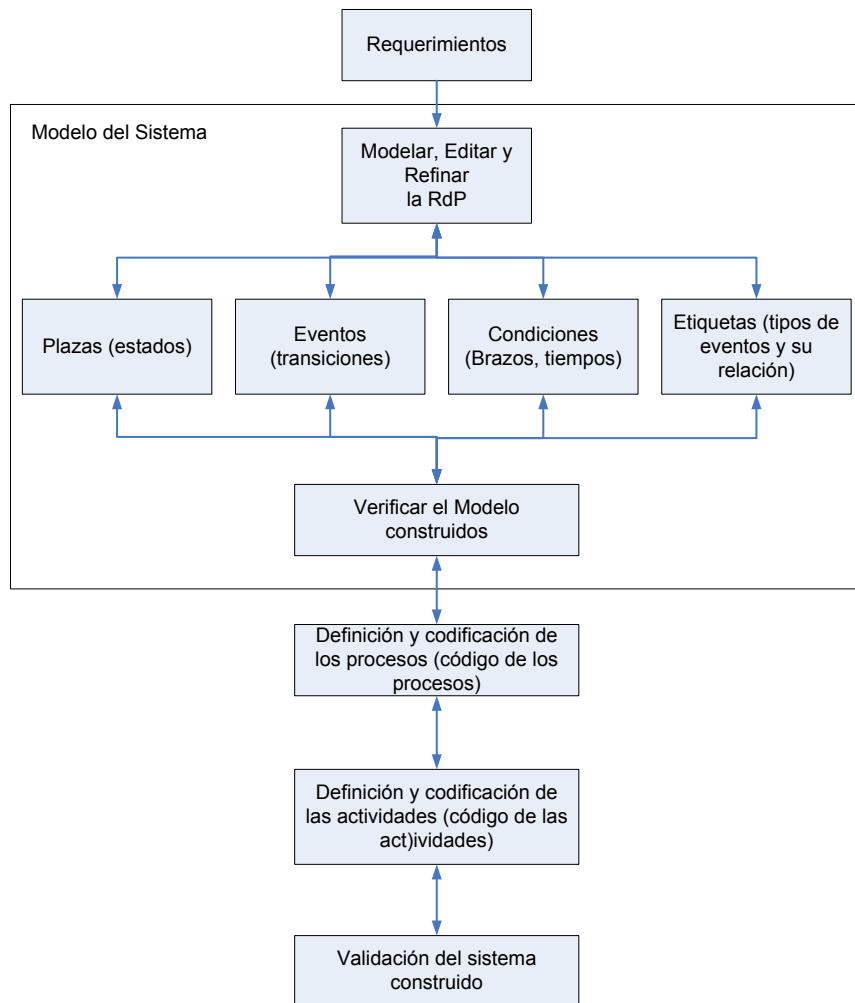 Requerimientos
Modelo del Sistema
Modelar, Editar y
Refinar
la RdP
Plazas (estados)
Eventos
(transiciones)
Condiciones
(Brazos, tiempos)
Etiquetas (tipos de
eventos y su
relación)
Verificar el Modelo
construidos
Definición y codificación de
los procesos (código de los
procesos)
Definición y codificación de
las actividades (código de las
act)ividades)
Validación del sistema
construido